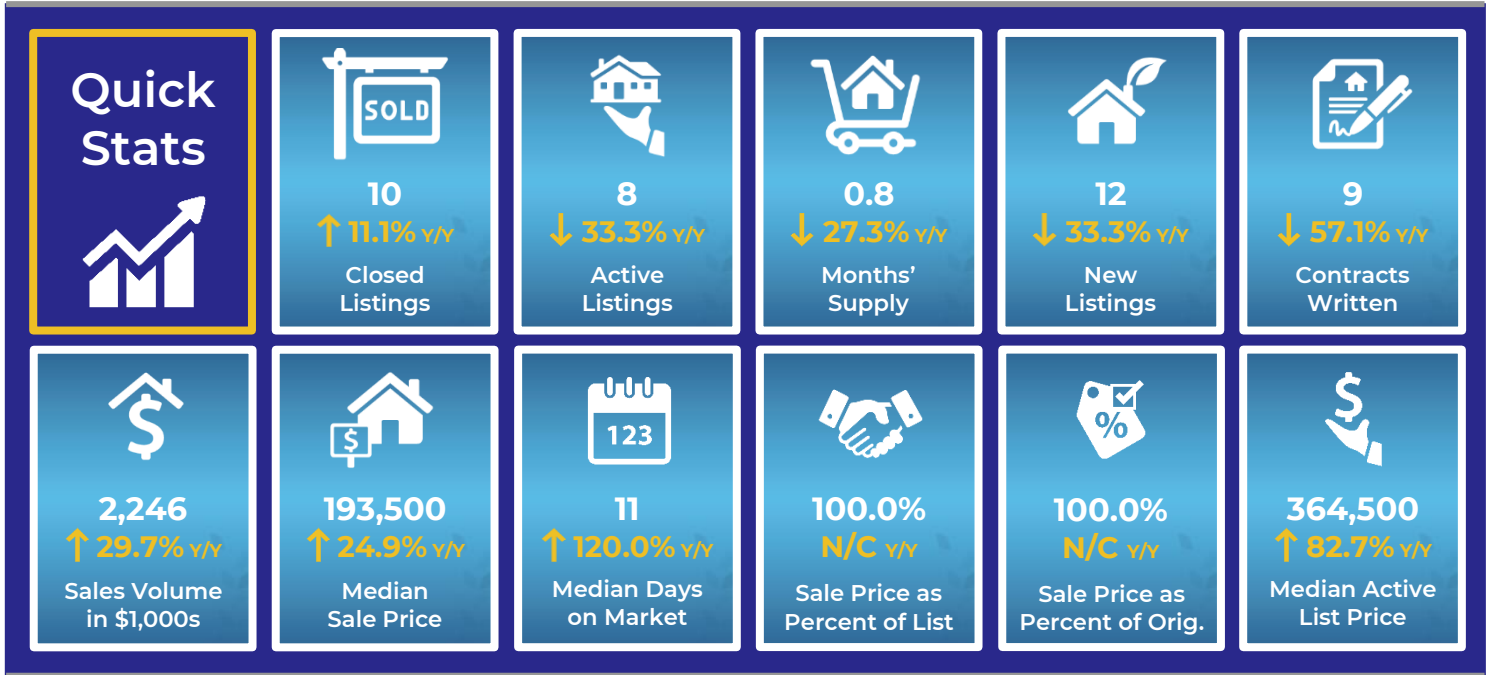 Quick
Stats
SOLD
10
↑ 11.1% Y/Y
Closed
Listings
8
↓ 33.3% Y/Y
Active
Listings
0.8
↓ 27.3% Y/Y
Months’
Supply
12
↓ 33.3% Y/Y
New
Listings
9
↓ 57.1% Y/Y
Contracts
Written
$
2,246
↑ 29.7% Y/Y
Sales Volume
in $1,000s
$
193,500
↑ 24.9% Y/Y
Median
Sale Price
123
11
↑ 120.0% Y/Y
Median Days
on Market
100.0%
N/C Y/Y
Sale Price as
Percent of List
%
100.0%
N/C Y/Y
Sale Price as
Percent of Orig.
$
364,500
↑ 82.7% Y/Y
Median Active
List Price